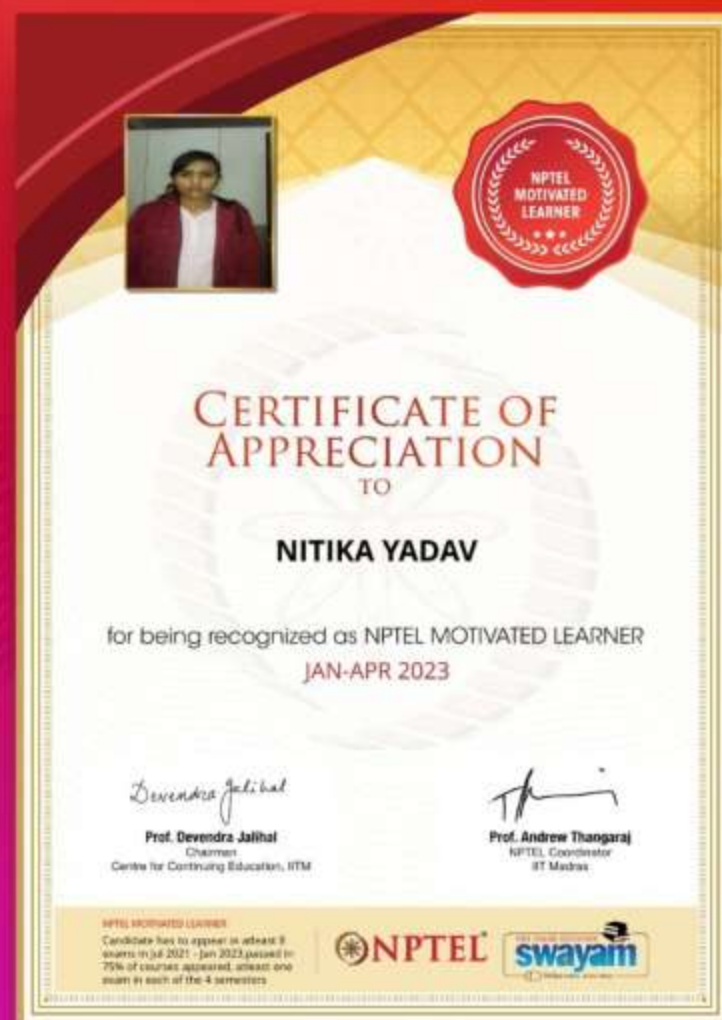 NPTEL
MOTIVATED
LEARNER
CERTIFICATE OF
APPRECIATION
TO
NITIKA YADAV
for being recognized as NPTEL MOTIVATED LEARNER
JAN-APR 2023
Devendra Jalihal
Prof. Devendra Jalihal
Chairman
Centre for Continuing Education, IITM
Prof. Andrew Thangaraj
NPTEL Coordinator
IIT Madras
NPTEL MOTIVATED LEARNER
Candidate has to appear in atleast
exams in Jul 2021 - Jan 2023,passed in
75% of courses appeared, atleast one
exam in each of the 4 semesters
NPTEL
swayam